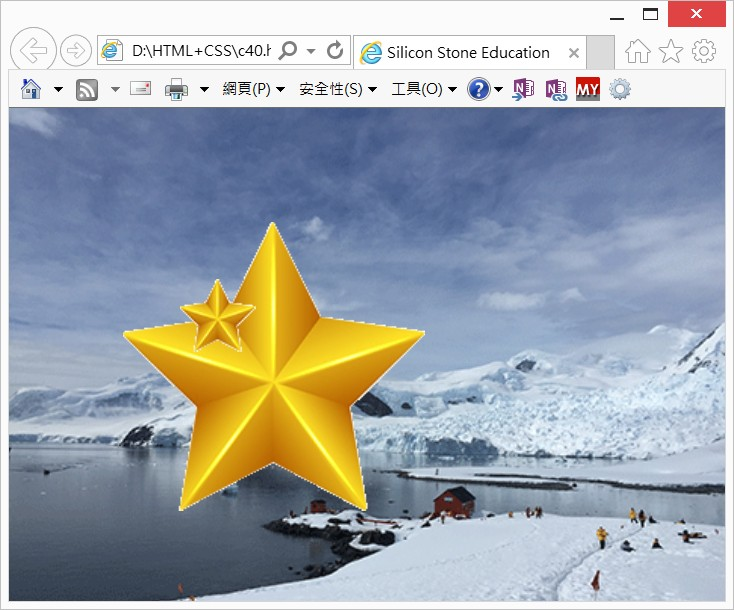 D:\HTML+CSS\c40.h
Silicon Stone Education
網頁(P) 安全性(S) 工具(O) ? N N MY